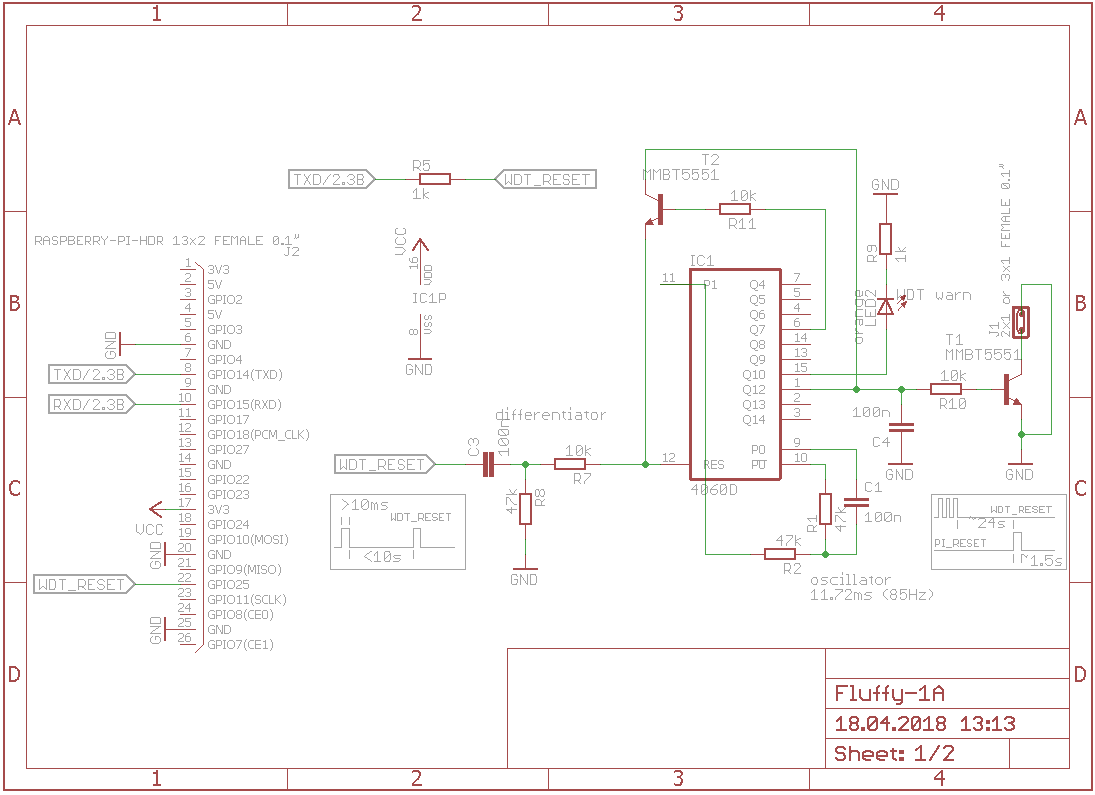 1 2 3 4
A A
B B
C C
D D
1 2 3 4
TXD/2.3B
R5
1k
WDT_RESET
RASPBERRY-PI-HDR 13x2 FEMALE 0.1"
J2
1 3V3
2 5V
3 GPIO2
4 5V
5 GPIO3
6 GND
7 GPIO4
8 GPIO14(TXD)
9 GND
10 GPIO15(RXD)
11 GPIO17
12 GPIO18(PCM_CLK)
13 GPIO27
14 GND
15 GPIO22
16 GPIO23
17 3V3
18 GPIO24
19 GPIO10(MOSI)
20 GND
21 GPIO9(MISO)
22 GPIO25
23 GPIO11(SCLK)
24 GPIO8(CE0)
25 GND
26 GPIO7(CE1)
GND
TXD/2.3B
RXD/2.3B
VCC
GND
WDT_RESET
GND
VCC
16
VDD
IC1P
8
VSS
GND
T2
MMBT5551
10k
R11
IC1
11 P1
Q4 7
Q5 5
Q6 4
Q7 6
Q8 14
Q9 13
Q10 15
Q12 1
Q13 2
Q14 3
PO 9
PO 10
12 RES
4060D
differentiator
WDT_RESET
C3
100n
10k
R7
47k
R8
GND
>10ms
WDT_RESET
<10s
GND
R9
1k
orange
LED2
WDT warn
J1
2x1 or 3x1 FEMALE 0.1"
T1
MMBT5551
10k
R10
100n
C4
GND
GND
C1
100n
R1
47k
47k
R2
oscillator
11.72ms (85Hz)
WDT_RESET
~24s
PI_RESET
~1.5s
Fluffy-1A
18.04.2018 13:13
Sheet: 1/2